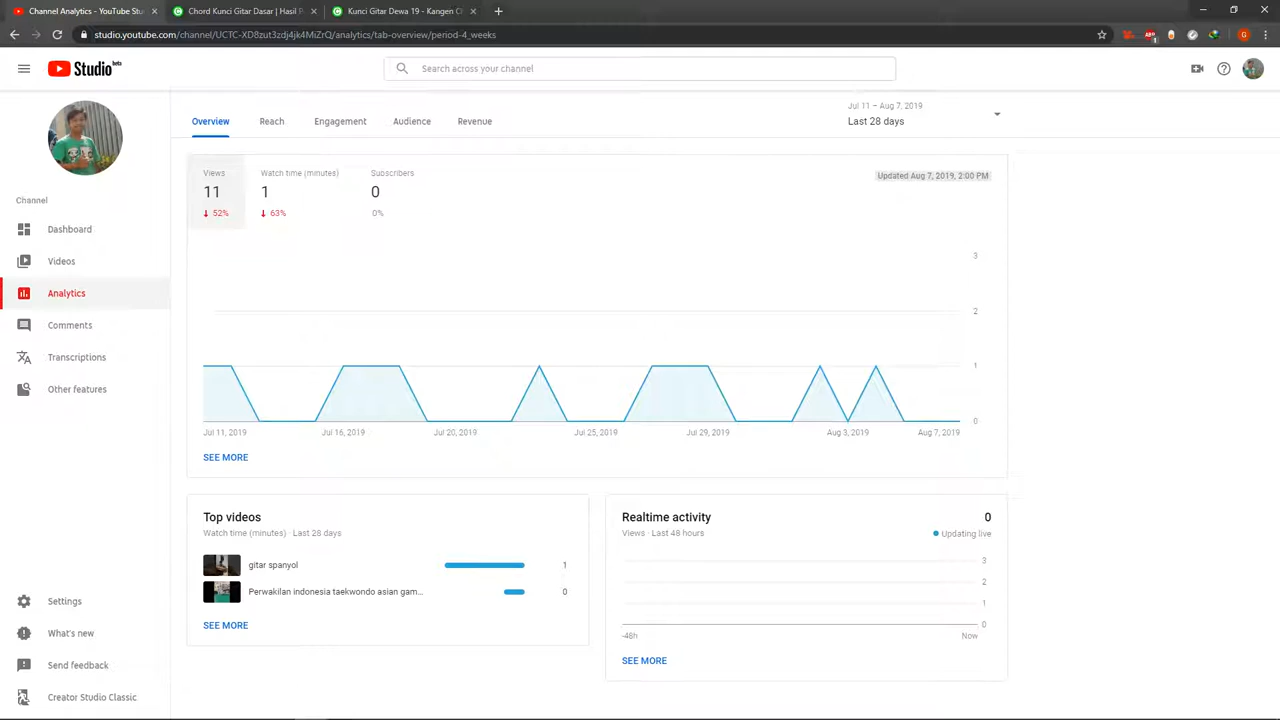 Channel Analytics - YouTube Stu
Chord Kunci Gitar Dasar | Hasil P
Kunci Gitar Dewa 19 - Kangen C
studio.youtube.com/channel/UCTC-XD8zut3zdj4jk4MiZrQ/analytics/tab-overview/period-4_weeks
Studio beta
Search across your channel
Overview
Reach
Engagement
Audience
Revenue
Jul 11 – Aug 7, 2019
Last 28 days
Channel
Dashboard
Videos
Analytics
Comments
Transcriptions
Other features
Settings
What's new
Send feedback
Creator Studio Classic
Views
11
52%
Watch time (minutes)
1
63%
Subscribers
0
0%
Updated Aug 7, 2019, 2:00 PM
3
2
1
0
Jul 11, 2019
Jul 16, 2019
Jul 20, 2019
Jul 25, 2019
Jul 29, 2019
Aug 3, 2019
Aug 7, 2019
SEE MORE
Top videos
Watch time (minutes) · Last 28 days
gitar spanyol 1
Perwakilan indonesia taekwondo asian gam... 0
SEE MORE
Realtime activity 0
Views · Last 48 hours
Updating live
3
2
1
0
-48h
Now
SEE MORE